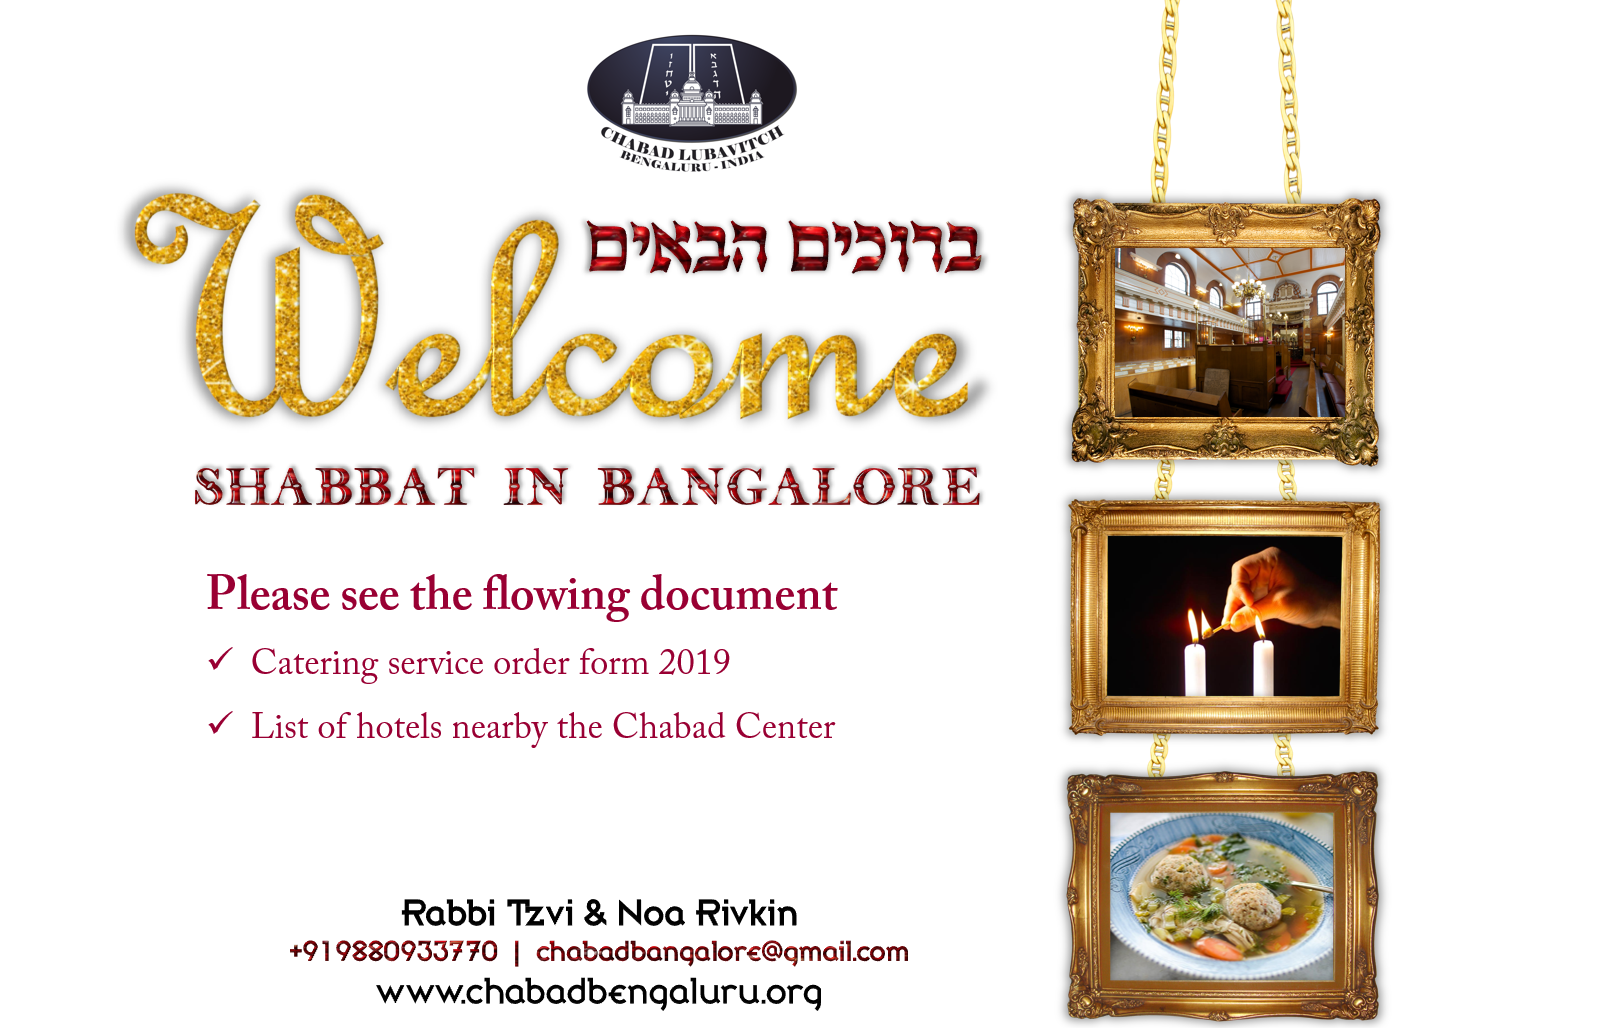 ו א
ז ב
ח ג
ט ד
י ה
CHABAD LUBAVITCH
BENGALURU - INDIA
ברוכים הבאים
Welcome
SHABBAT IN BANGALORE
Please see the flowing document
✓ Catering service order form 2019
✓ List of hotels nearby the Chabad Center
Rabbi Tzvi & Noa Rivkin
+919880933770 | chabadbangalore@gmail.com
www.chabadbengaluru.org